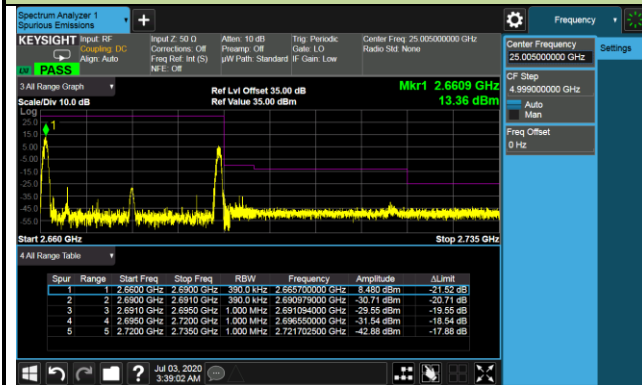 Spectrum Analyzer 1
Spurious Emissions
+
Frequency
KEYSIGHT
Input: RF
Coupling: DC
Align: Auto
Input Z: 50 Ω
Corrections: Off
Freq Ref: Int (S)
NFE: Off
Atten: 10 dB
Preamp: Off
µW Path: Standard
Trig: Periodic
Gate: LO
IF Gain: Low
Center Freq: 25.005000000 GHz
Radio Std: None
PASS
3 All Range Graph
Scale/Div 10.0 dB
Ref Lvl Offset 35.00 dB
Ref Value 35.00 dBm
Mkr1 2.6609 GHz
13.36 dBm
Log
25.0
15.0
5.00
-5.00
-15.0
-25.0
-35.0
-45.0
-55.0
1
Start 2.660 GHz
Stop 2.735 GHz
4 All Range Table
Spur Range Start Freq Stop Freq RBW Frequency Amplitude ΔLimit
1 1 2.6600 GHz 2.6900 GHz 390.0 kHz 2.665700000 GHz 8.480 dBm -21.52 dB
2 2 2.6900 GHz 2.6910 GHz 390.0 kHz 2.690979000 GHz -30.71 dBm -20.71 dB
3 3 2.6910 GHz 2.6950 GHz 1.000 MHz 2.691094000 GHz -29.55 dBm -19.55 dB
4 4 2.6950 GHz 2.7200 GHz 1.000 MHz 2.696550000 GHz -31.54 dBm -18.54 dB
5 5 2.7200 GHz 2.7350 GHz 1.000 MHz 2.721702500 GHz -42.88 dBm -17.88 dB
Center Frequency
25.005000000 GHz
Settings
CF Step
4.999000000 GHz
Auto
Man
Freq Offset
0 Hz
?
Jul 03, 2020
3:39:02 AM